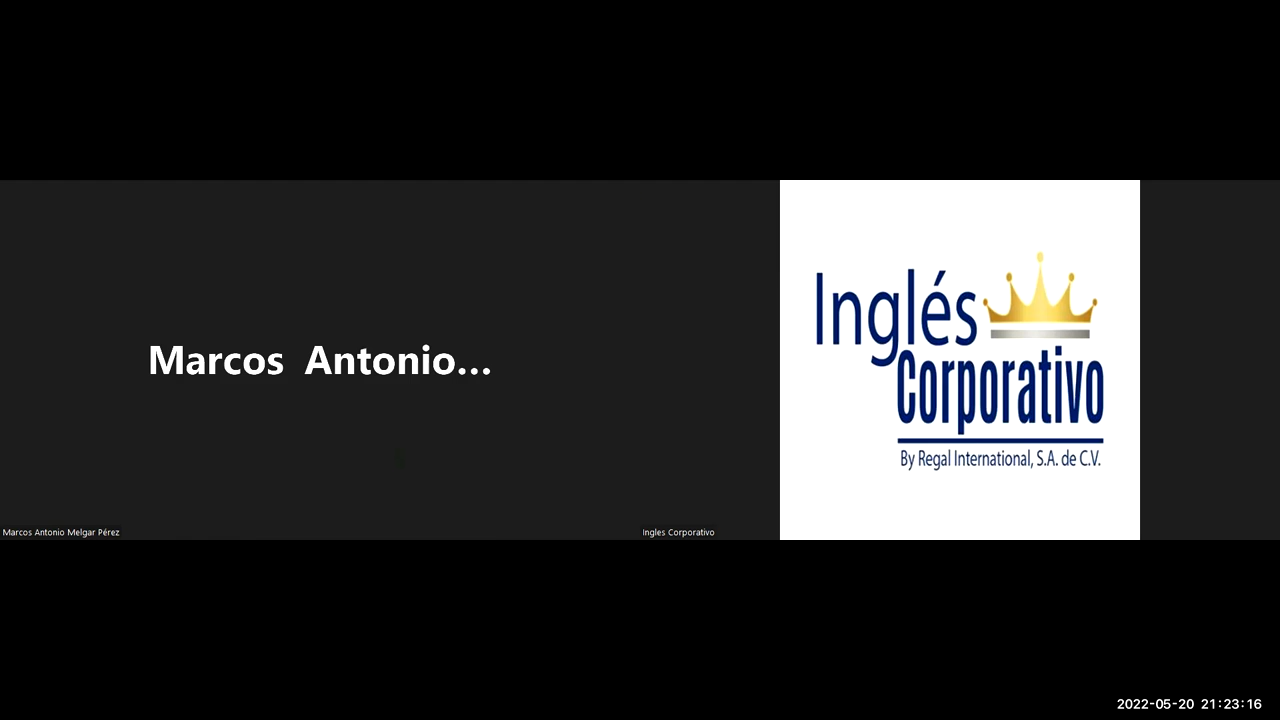 Marcos Antonio...
Inglés
Corporativo
By Regal International, S.A. de C.V.
Marcos Antonio Melgar Pérez
Ingles Corporativo
2022-05-20 21:23:16